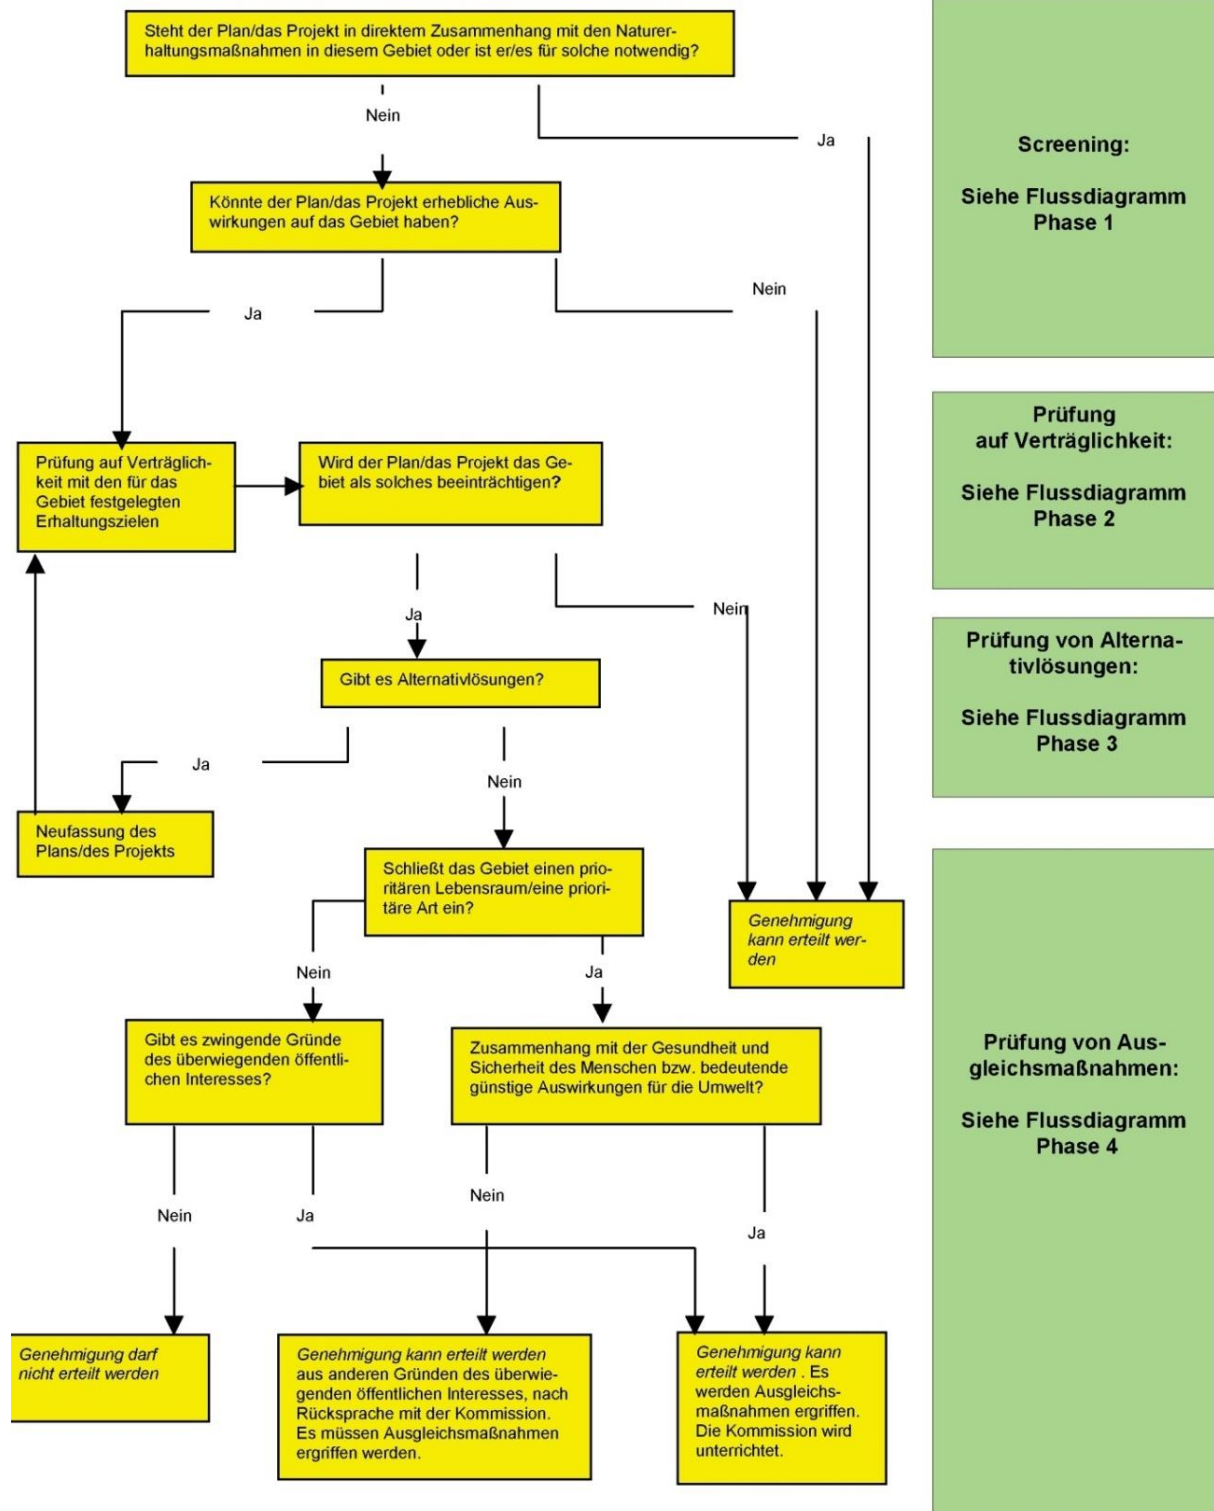 Steht der Plan/das Projekt in direktem Zusammenhang mit den Naturer-
haltungsmaßnahmen in diesem Gebiet oder ist er/es für solche notwendig?
Nein
Ja
Könnte der Plan/das Projekt erhebliche Aus-
wirkungen auf das Gebiet haben?
Ja
Nein
Screening:
Siehe Flussdiagramm
Phase 1
Prüfung auf Verträglich-
keit mit den für das
Gebiet festgelegten
Erhaltungszielen
Wird der Plan/das Projekt das Ge-
biet als solches beeinträchtigen?
Ja
Nein
Prüfung
auf Verträglichkeit:
Siehe Flussdiagramm
Phase 2
Gibt es Alternativlösungen?
Ja
Nein
Neufassung des
Plans/des Projekts
Prüfung von Alterna-
tivlösungen:
Siehe Flussdiagramm
Phase 3
Schließt das Gebiet einen prio-
ritären Lebensraum/eine priori-
täre Art ein?
Nein
Ja
Genehmigung
kann erteilt wer-
den
Gibt es zwingende Gründe
des überwiegenden öffentli-
chen Interesses?
Zusammenhang mit der Gesundheit und
Sicherheit des Menschen bzw. bedeutende
günstige Auswirkungen für die Umwelt?
Nein
Ja
Nein
Ja
Prüfung von Aus-
gleichsmaßnahmen:
Siehe Flussdiagramm
Phase 4
Genehmigung darf
nicht erteilt werden
Genehmigung kann erteilt werden
aus anderen Gründen des überwie-
genden öffentlichen Interesses, nach
Rücksprache mit der Kommission.
Es müssen Ausgleichsmaßnahmen
ergriffen werden.
Genehmigung kann
erteilt werden . Es
werden Ausgleichs-
maßnahmen ergriffen.
Die Kommission wird
unterrichtet.